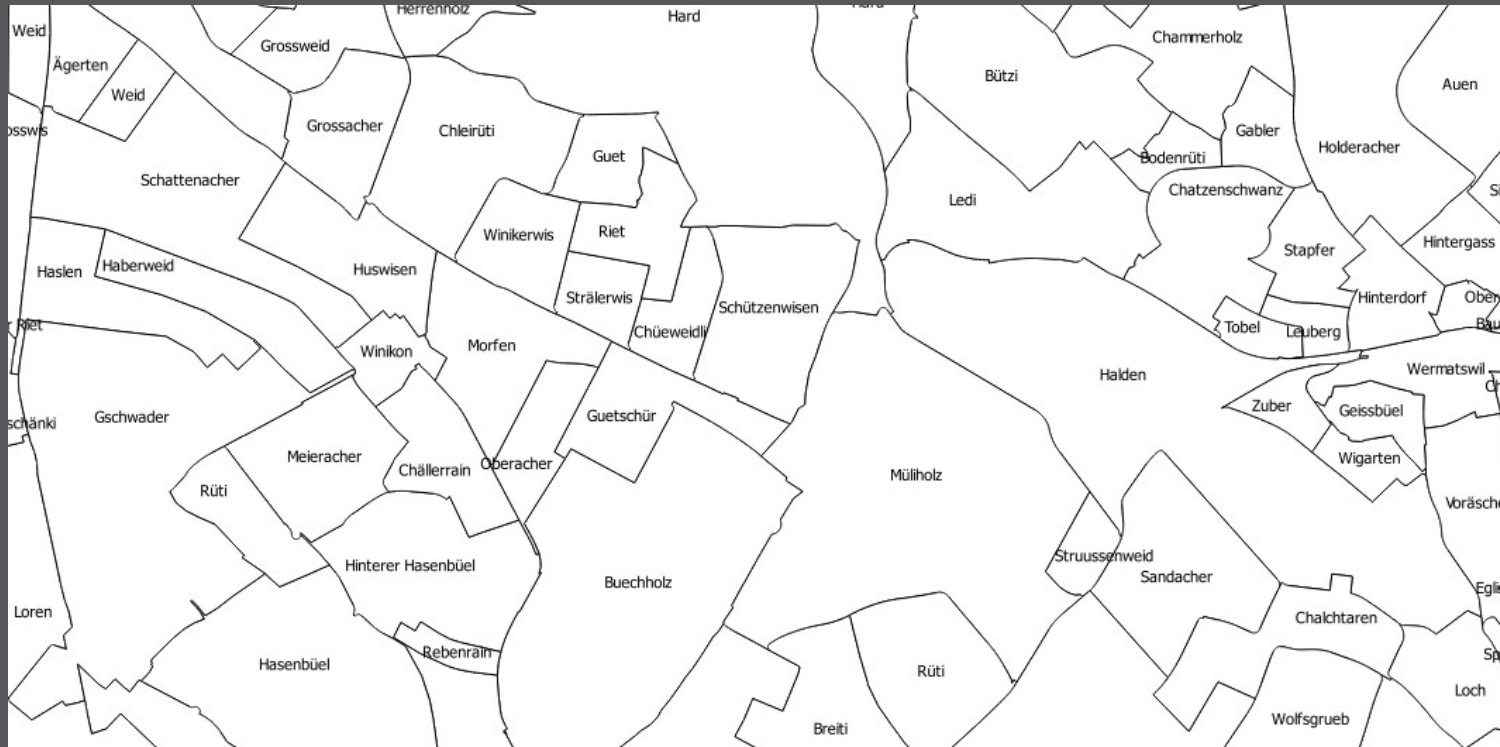 Herrenholz
Hard
Weid
Chammerholz
Grossweid
Ägerten
Bützi
Auen
Weid
Grossacher
Chleirüti
Gabler
Holderacher
Guet
Bodenrüti
Schattenacher
Chatzenschwanz
Ledi
Riet
Winikerwis
Hintergass
Stapfer
Haberweid
Huswisen
Haslen
Strälerwis
Hinterdorf
Schützenwisen
Riet
Tobel
Chüeweidli
Leuberg
Morfen
Winikon
Wermatswil
Halden
Zuber
Geissbüel
Gschwader
Guetschür
Meieracher
Wigarten
Oberacher
Chällerrain
Müliholz
Rüti
Struussenweid
Hinterer Hasenbüel
Sandacher
Buechholz
Loren
Chalchtaren
Rebenrain
Hasenbüel
Rüti
Loch
Wolfsgrueb
Breiti